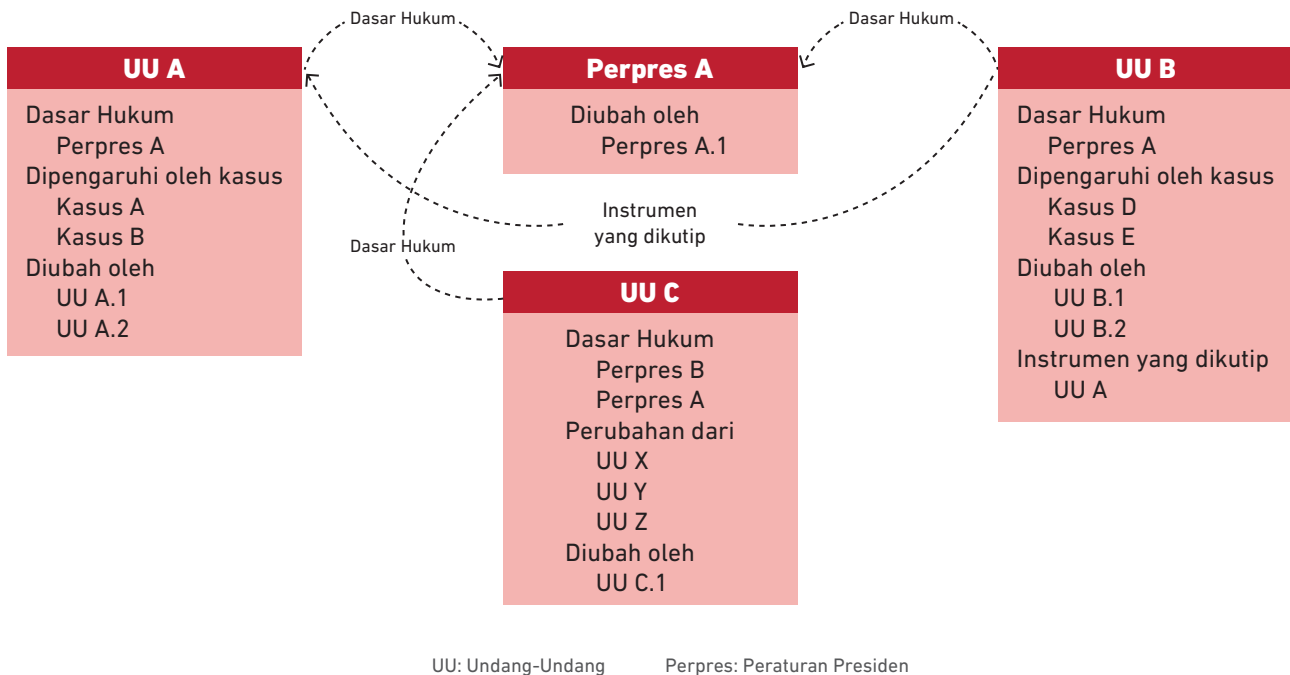 Dasar Hukum
Dasar Hukum
UU A
Dasar Hukum
Perpres A
Dipengaruhi oleh kasus
Kasus A
Kasus B
Diubah oleh
UU A.1
UU A.2
Perpres A
Diubah oleh
Perpres A.1
UU B
Dasar Hukum
Perpres A
Dipengaruhi oleh kasus
Kasus D
Kasus E
Diubah oleh
UU B.1
UU B.2
Instrumen yang dikutip
UU A
Instrumen
yang dikutip
Dasar Hukum
UU C
Dasar Hukum
Perpres B
Perpres A
Perubahan dari
UU X
UU Y
UU Z
Diubah oleh
UU C.1
UU: Undang-Undang Perpres: Peraturan Presiden